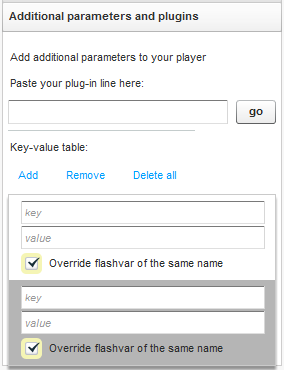 Additional parameters and plugins
Add additional parameters to your player
Paste your plug-in line here:
go
Key-value table:
Add Remove Delete all
key
value
Override flashvar of the same name
key
value
Override flashvar of the same name